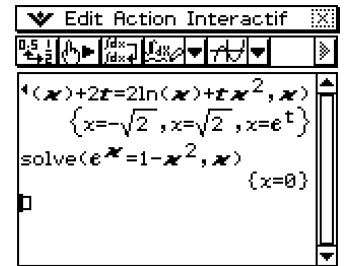 Edit Action Interactif
(x)+2t=2ln(x)+tx²,x)
{x=-√2,x=√2,x=eᵗ}
solve(eˣ=1-x²,x)
{x=0}